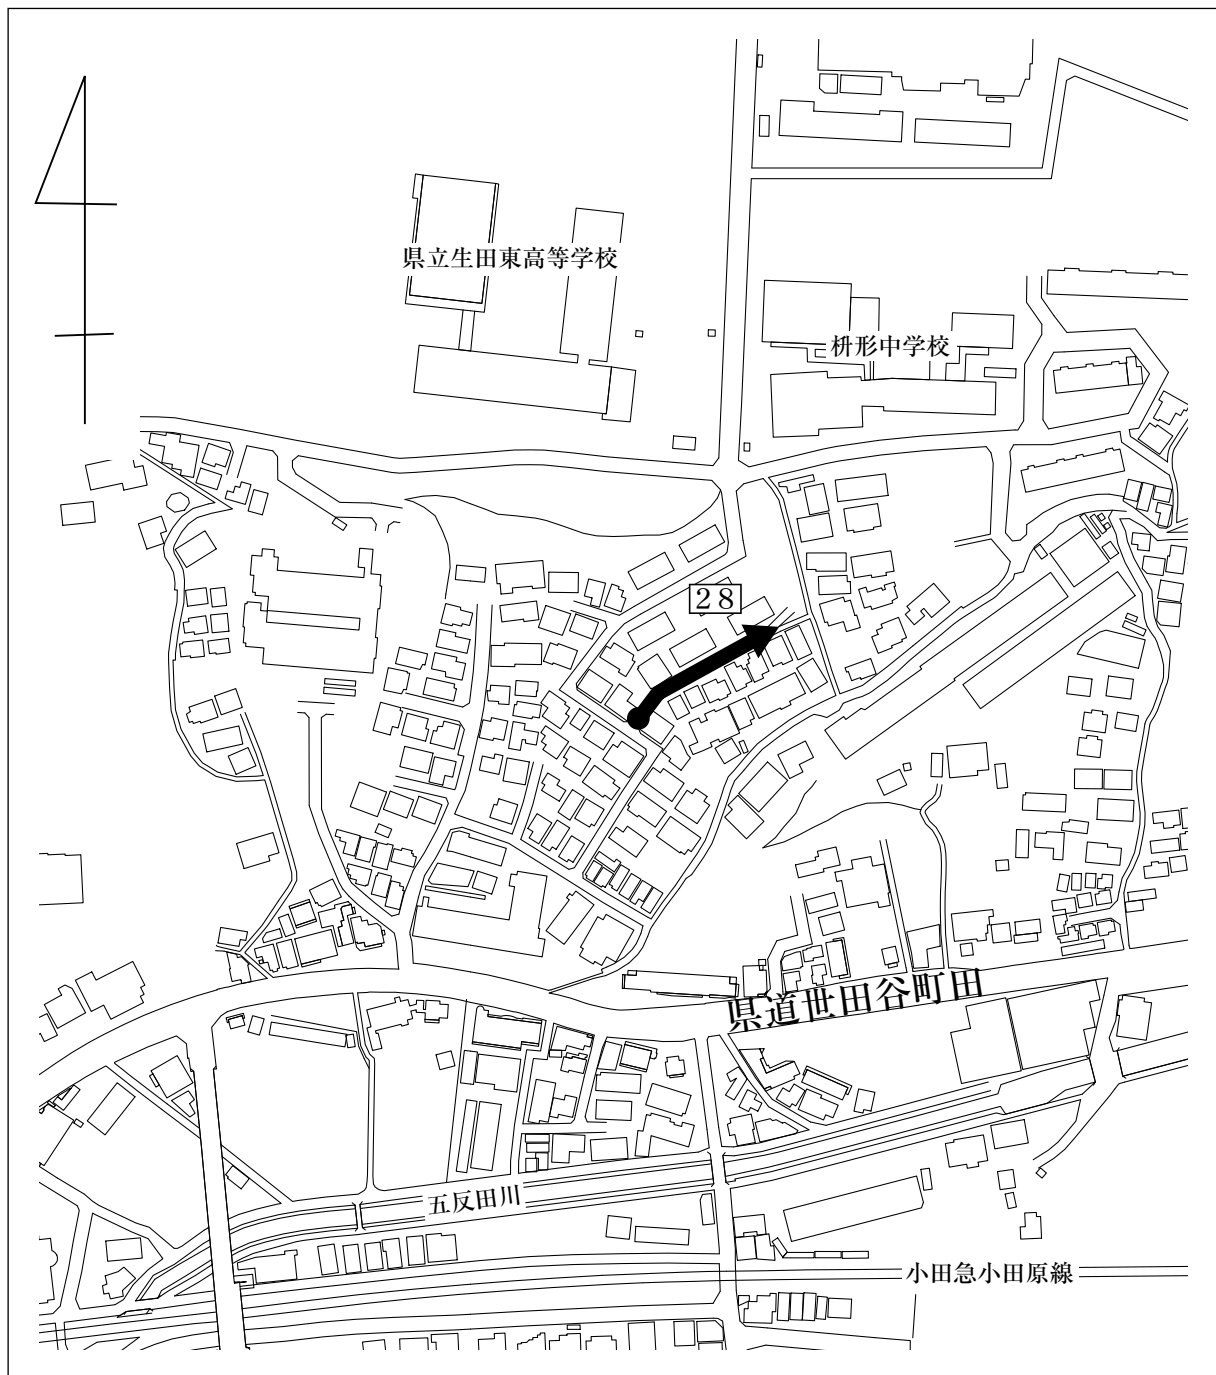 県立生田東高等学校
枡形中学校
２８
県道世田谷町田
五反田川
小田急小田原線